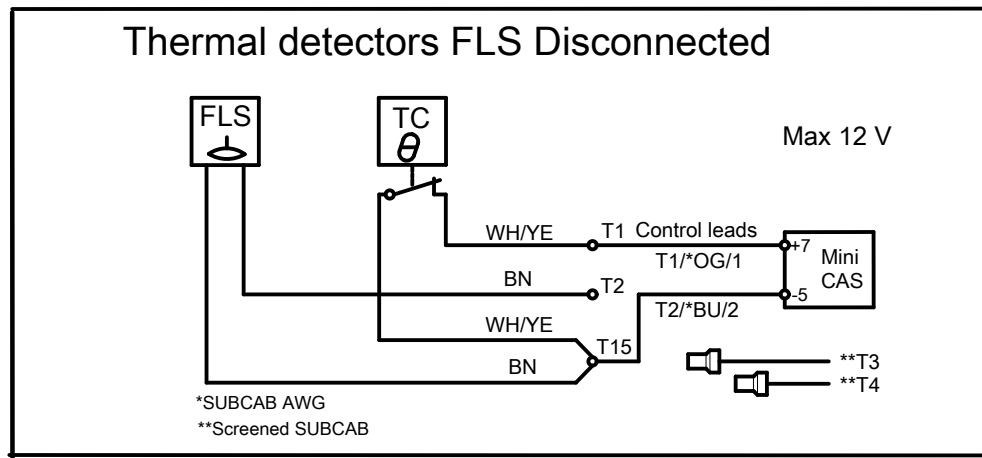 Thermal detectors FLS Disconnected
FLS
TC
θ
Max 12 V
WH/YE
T1
Control leads
+7
T1/*OG/1
Mini
CAS
BN
T2
-5
T2/*BU/2
WH/YE
T15
BN
**T3
**T4
*SUBCAB AWG
**Screened SUBCAB